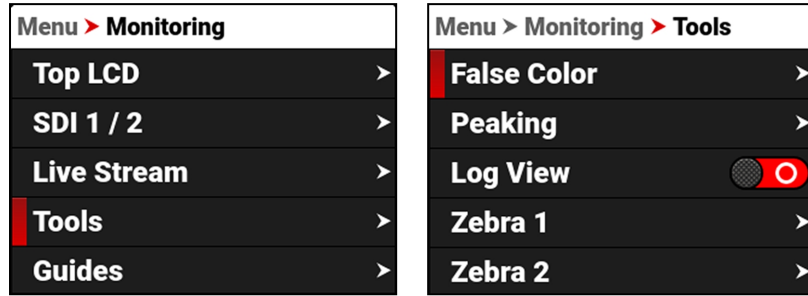 Menu > Monitoring
Top LCD
SDI 1 / 2
Live Stream
Tools
Guides
Menu > Monitoring > Tools
False Color
Peaking
Log View
Zebra 1
Zebra 2